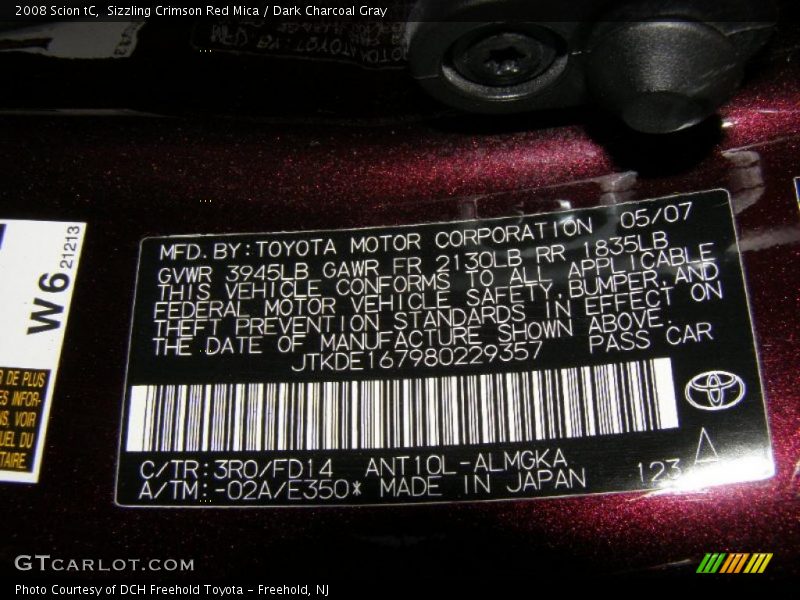 2008 Scion tC,  Sizzling Crimson Red Mica / Dark Charcoal Gray
W6 21213
R DE PLUS
ES INFOR-
NS, VOIR
UEL DU
TAIRE.
MFD. BY: TOYOTA MOTOR CORPORATION 05/07
GVWR 3945LB GAWR FR 2130LB RR 1835LB
THIS VEHICLE CONFORMS TO ALL APPLICABLE
FEDERAL MOTOR VEHICLE SAFETY, BUMPER, AND
THEFT PREVENTION STANDARDS IN EFFECT ON
THE DATE OF MANUFACTURE SHOWN ABOVE.
JTKDE167980229357 PASS CAR
C/TR: 3R0/FD14 ANT10L-ALMGKA
A/TM: -02A/E350* MADE IN JAPAN 123
GTCARLOT.COM
Photo Courtesy of DCH Freehold Toyota - Freehold, NJ